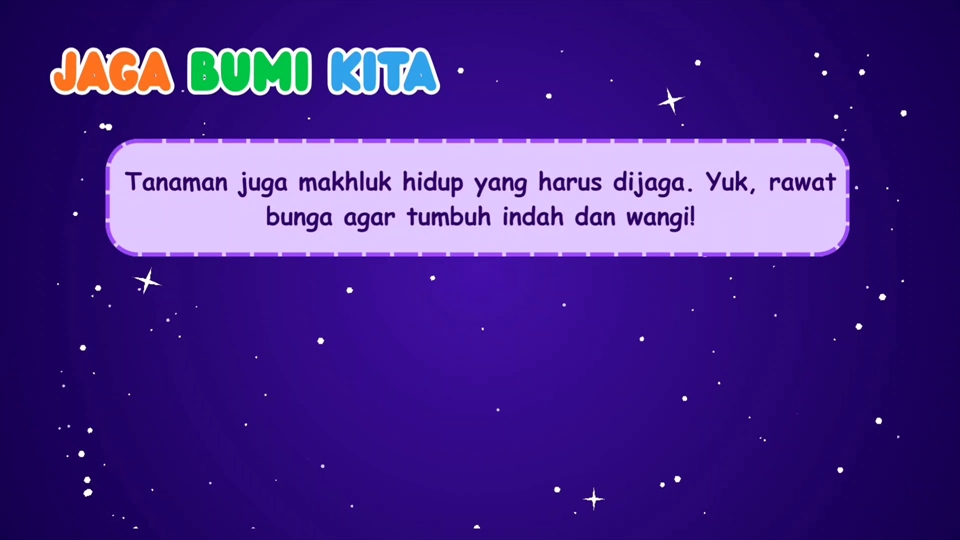 JAGA BUMI KITA
Tanaman juga makhluk hidup yang harus dijaga. Yuk, rawat
bunga agar tumbuh indah dan wangi!